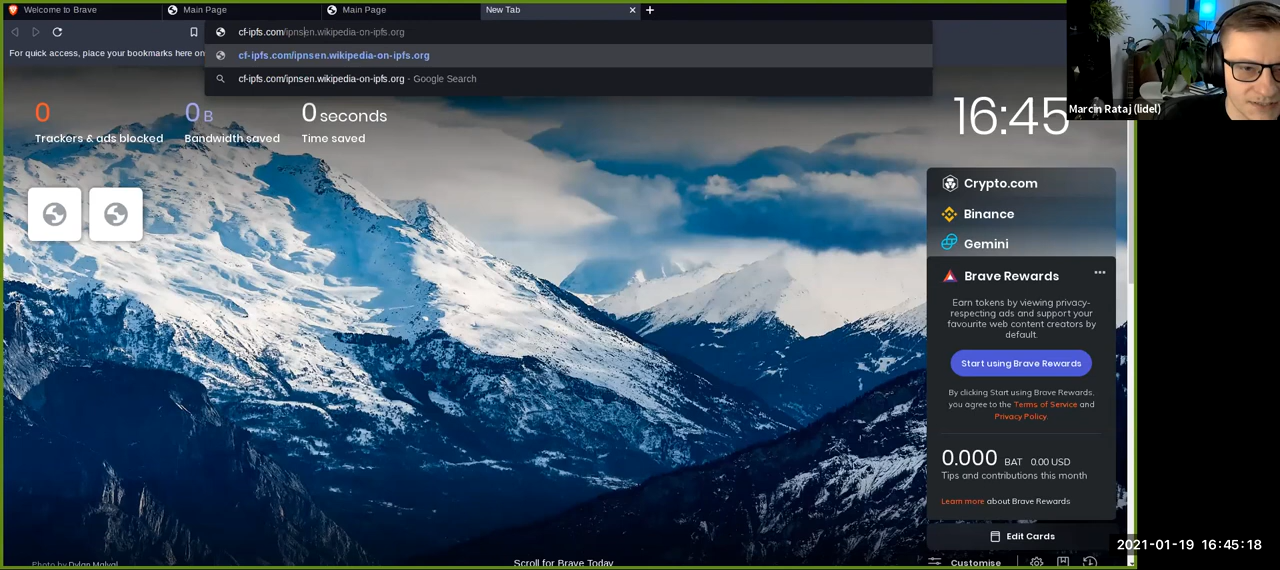 Welcome to Brave
Main Page
Main Page
New Tab
cf-ipfs.com/ipnsen.wikipedia-on-ipfs.org
For quick access, place your bookmarks here on
cf-ipfs.com/ipnsen.wikipedia-on-ipfs.org
cf-ipfs.com/ipnsen.wikipedia-on-ipfs.org - Google Search
Marcin Rataj (lidel)
0
Trackers & ads blocked
0 B
Bandwidth saved
0 seconds
Time saved
16:45
Crypto.com
Binance
Gemini
Brave Rewards
Earn tokens by viewing privacy-
respecting ads and support your
favourite web content creators by
default.
Start using Brave Rewards
By clicking Start using Brave Rewards,
you agree to the Terms of Service and
Privacy Policy.
0.000 BAT 0.00 USD
Tips and contributions this month
Learn more about Brave Rewards
Edit Cards
2021-01-19 16:45:18
Photo by Dylan Malval
Scroll for Brave Today
Customise